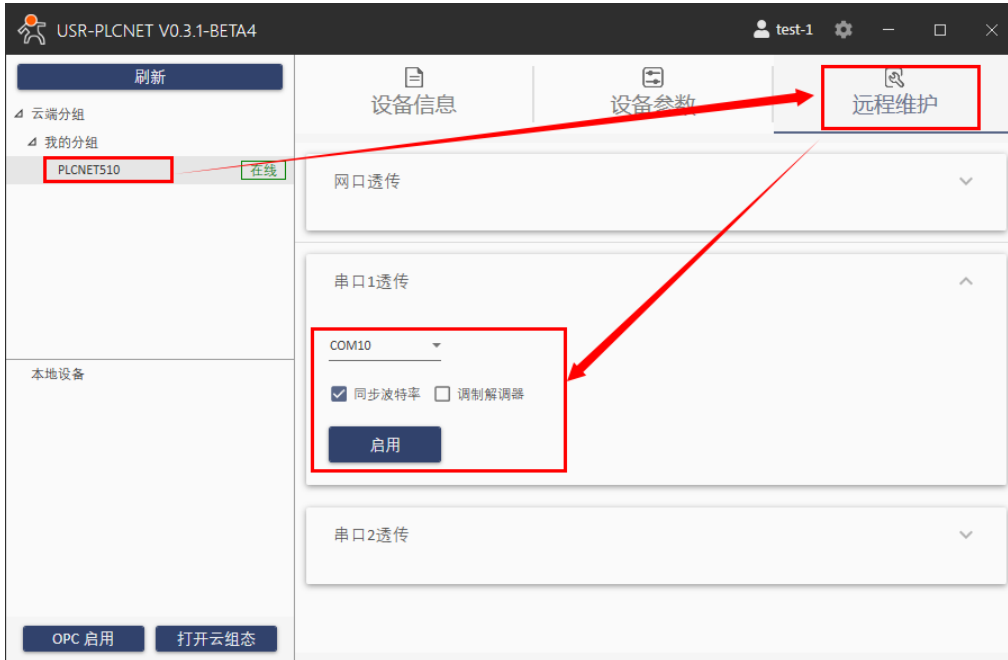 USR-PLCNET V0.3.1-BETA4
test-1
刷新
云端分组
我的分组
PLCNET510
在线
本地设备
OPC 启用
打开云组态
设备信息
设备参数
远程维护
网口透传
串口1透传
COM10
同步波特率
调制解调器
启用
串口2透传